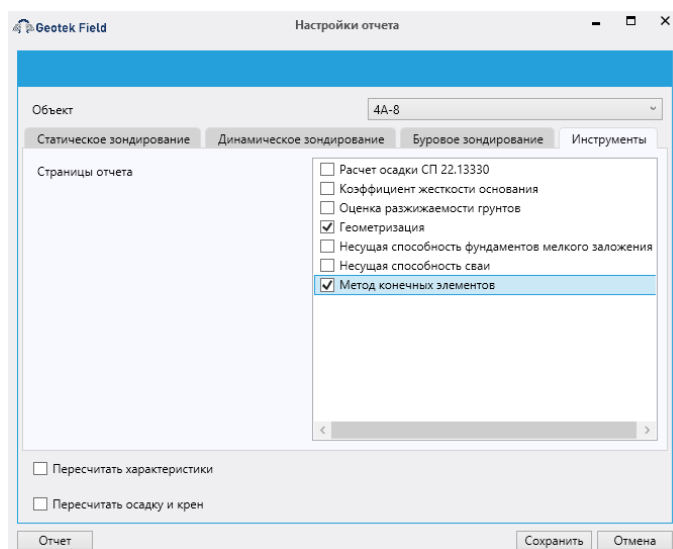 Geotek Field
Настройки отчета
Объект
4А-8
Статическое зондирование Динамическое зондирование Буровое зондирование Инструменты
Страницы отчета
Расчет осадки СП 22.13330
Коэффициент жесткости основания
Оценка разжижаемости грунтов
Геометризация
Несущая способность фундаментов мелкого заложения
Несущая способность сваи
Метод конечных элементов
Пересчитать характеристики
Пересчитать осадку и крен
Отчет Сохранить Отмена